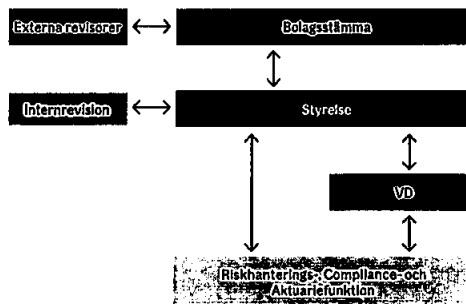 Externa revisorer
Bolagsstämma
Internrevision
Styrelse
VD
Riskhanterings-, Compliance- och
Aktuariefunktion